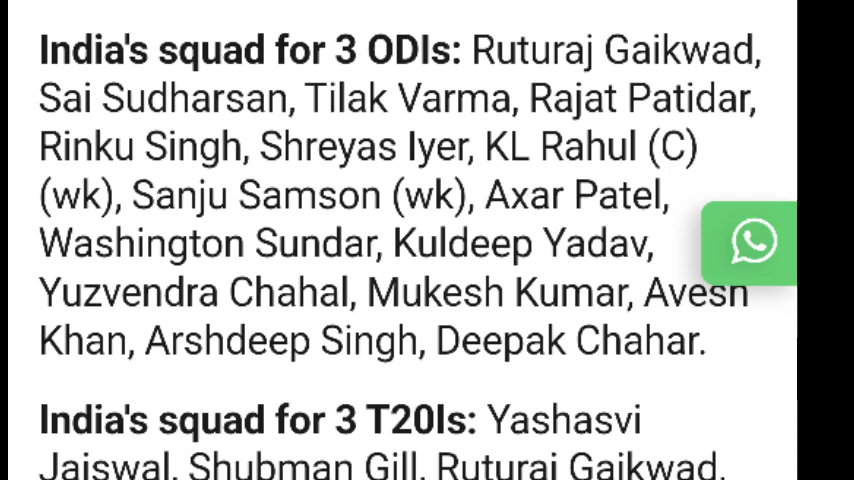 India's squad for 3 ODIs: Ruturaj Gaikwad,
Sai Sudharsan, Tilak Varma, Rajat Patidar,
Rinku Singh, Shreyas Iyer, KL Rahul (C)
(wk), Sanju Samson (wk), Axar Patel,
Washington Sundar, Kuldeep Yadav,
Yuzvendra Chahal, Mukesh Kumar, Avesh
Khan, Arshdeep Singh, Deepak Chahar.
India's squad for 3 T20Is: Yashasvi
Jaiswal, Shubman Gill, Ruturaj Gaikwad,